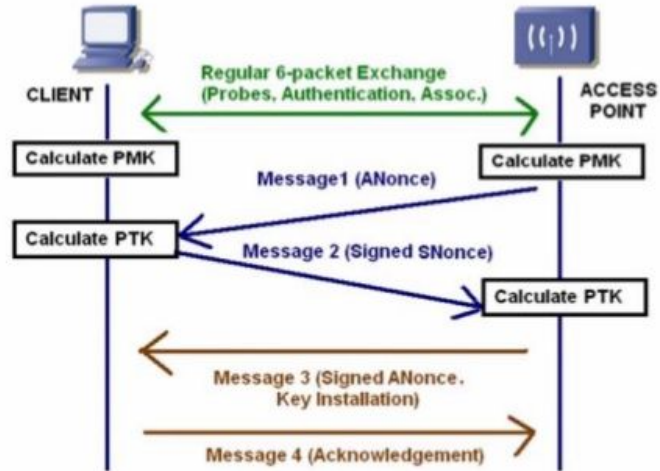 Regular 6-packet Exchange
(Probes, Authentication, Assoc.)
CLIENT
ACCESS
POINT
Calculate PMK
Calculate PMK
Message1 (ANonce)
Calculate PTK
Message 2 (Signed SNonce)
Calculate PTK
Message 3 (Signed ANonce,
Key Installation)
Message 4 (Acknowledgement)